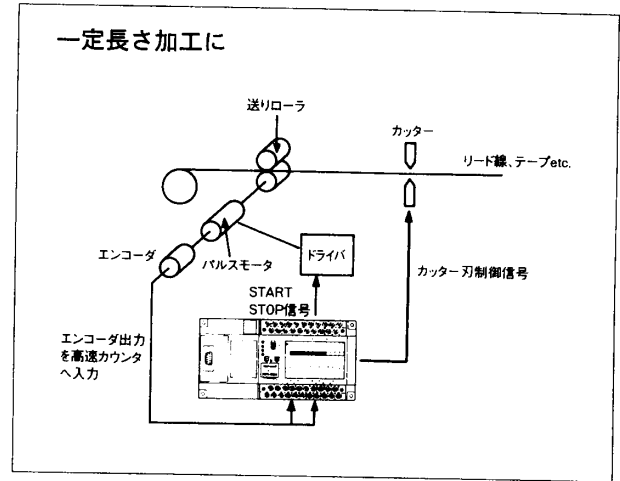 一定長さ加工に
送りローラ
カッター
リード線、テープetc.
エンコーダ
パルスモータ
ドライバ
カッター刃制御信号
START
STOP信号
エンコーダ出力
を高速カウンタ
へ入力